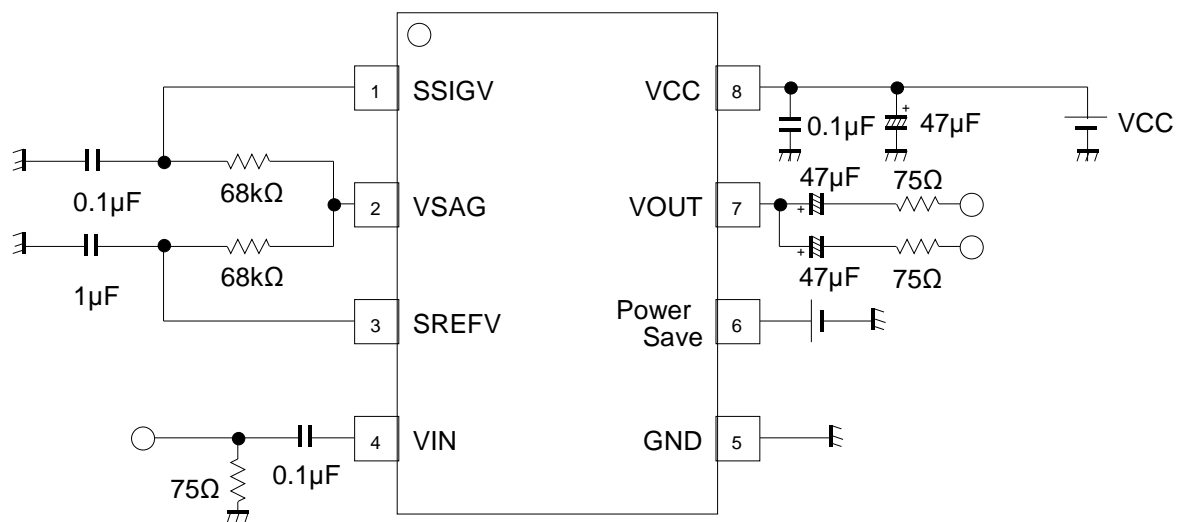 1 SSIGV
VCC 8
+
0.1µF
47µF
VCC
0.1µF
68kΩ
2 VSAG
VOUT 7
47µF
75Ω
+
+
1µF
68kΩ
47µF
75Ω
3 SREFV
Power
Save
6
4 VIN
GND 5
75Ω
0.1µF